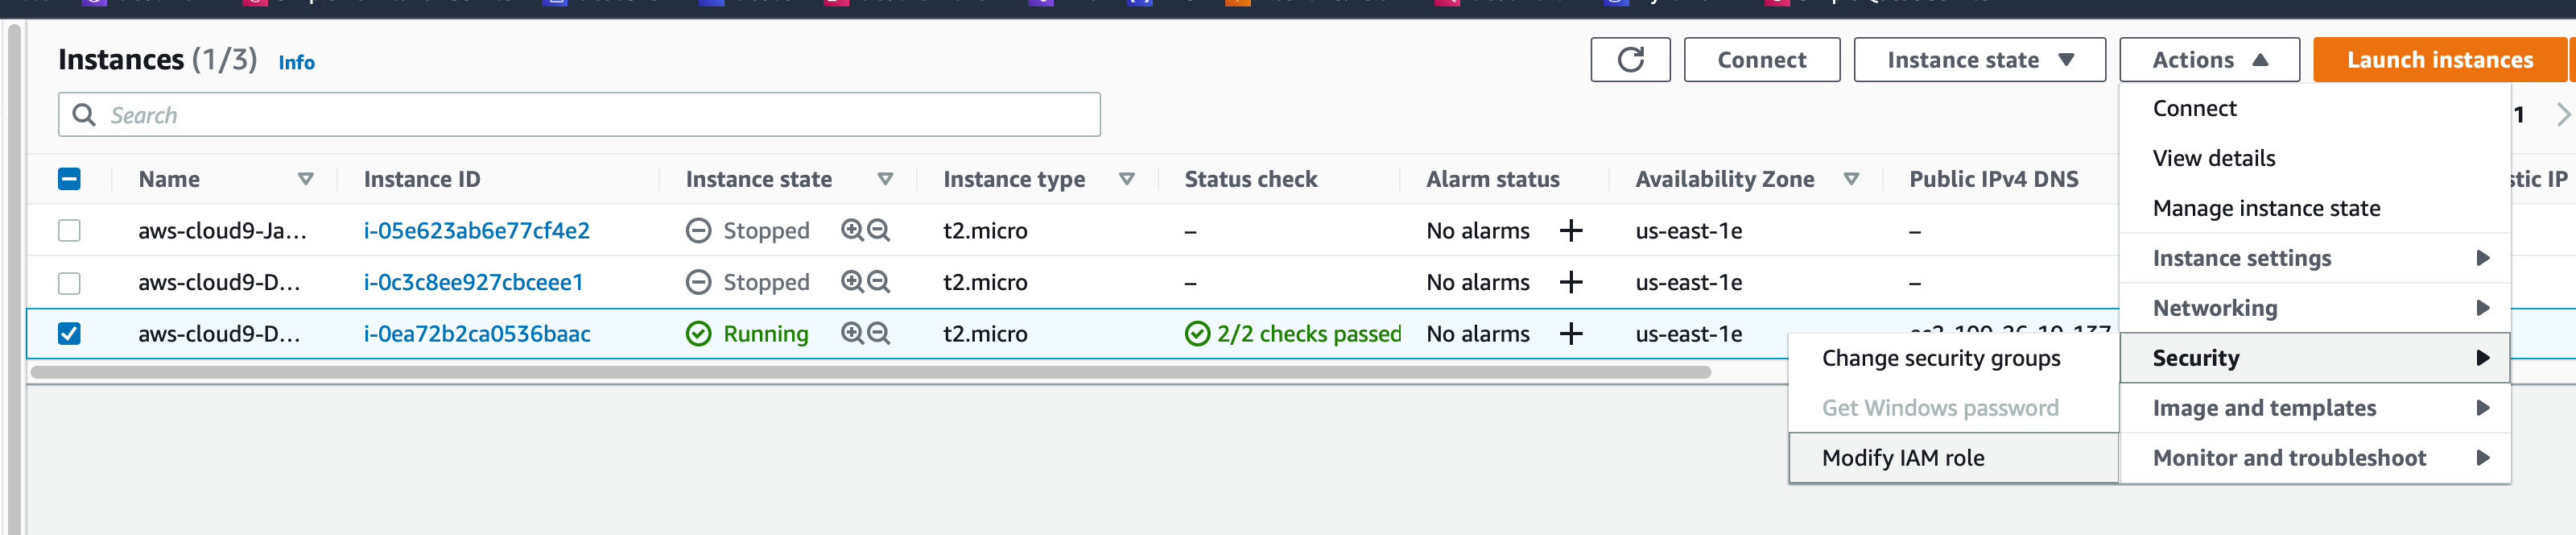 Instances (1/3) Info
Connect
Instance state
Actions
Launch instances
Search
1
Name
Instance ID
Instance state
Instance type
Status check
Alarm status
Availability Zone
Public IPv4 DNS
stic IP
aws-cloud9-Ja... i-05e623ab6e77cf4e2 Stopped t2.micro – No alarms + us-east-1e –
aws-cloud9-D... i-0c3c8ee927cbceee1 Stopped t2.micro – No alarms + us-east-1e –
aws-cloud9-D... i-0ea72b2ca0536baac Running t2.micro 2/2 checks passed No alarms + us-east-1e
Connect
View details
Manage instance state
Instance settings
Networking
Security
Image and templates
Monitor and troubleshoot
Change security groups
Get Windows password
Modify IAM role